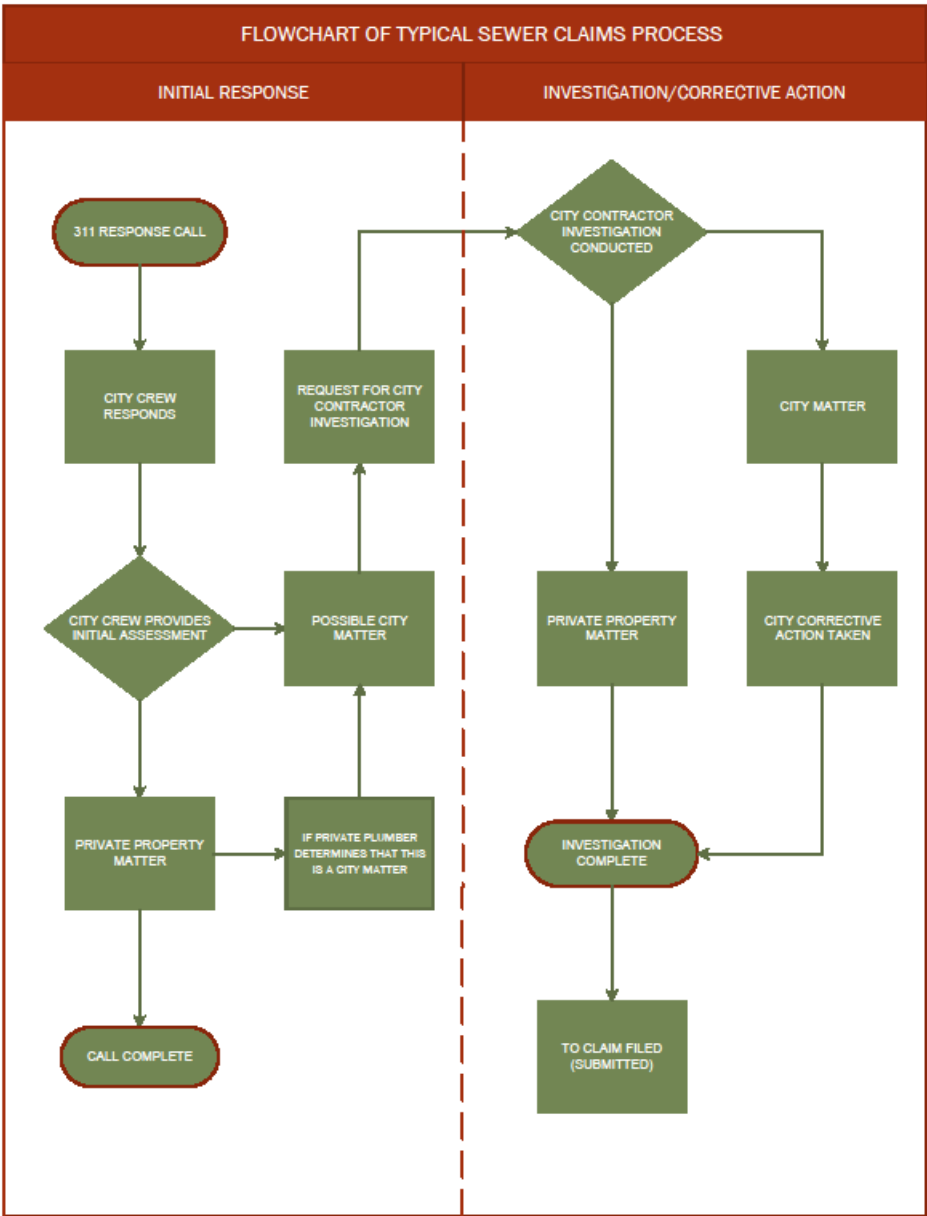 FLOWCHART OF TYPICAL SEWER CLAIMS PROCESS
INITIAL RESPONSE
INVESTIGATION/CORRECTIVE ACTION
311 RESPONSE CALL
CITY CREW
RESPONDS
CITY CREW PROVIDES
INITIAL ASSESSMENT
PRIVATE PROPERTY
MATTER
CALL COMPLETE
REQUEST FOR CITY
CONTRACTOR
INVESTIGATION
POSSIBLE CITY
MATTER
IF PRIVATE PLUMBER
DETERMINES THAT THIS
IS A CITY MATTER
CITY CONTRACTOR
INVESTIGATION
CONDUCTED
PRIVATE PROPERTY
MATTER
INVESTIGATION
COMPLETE
TO CLAIM FILED
(SUBMITTED)
CITY MATTER
CITY CORRECTIVE
ACTION TAKEN